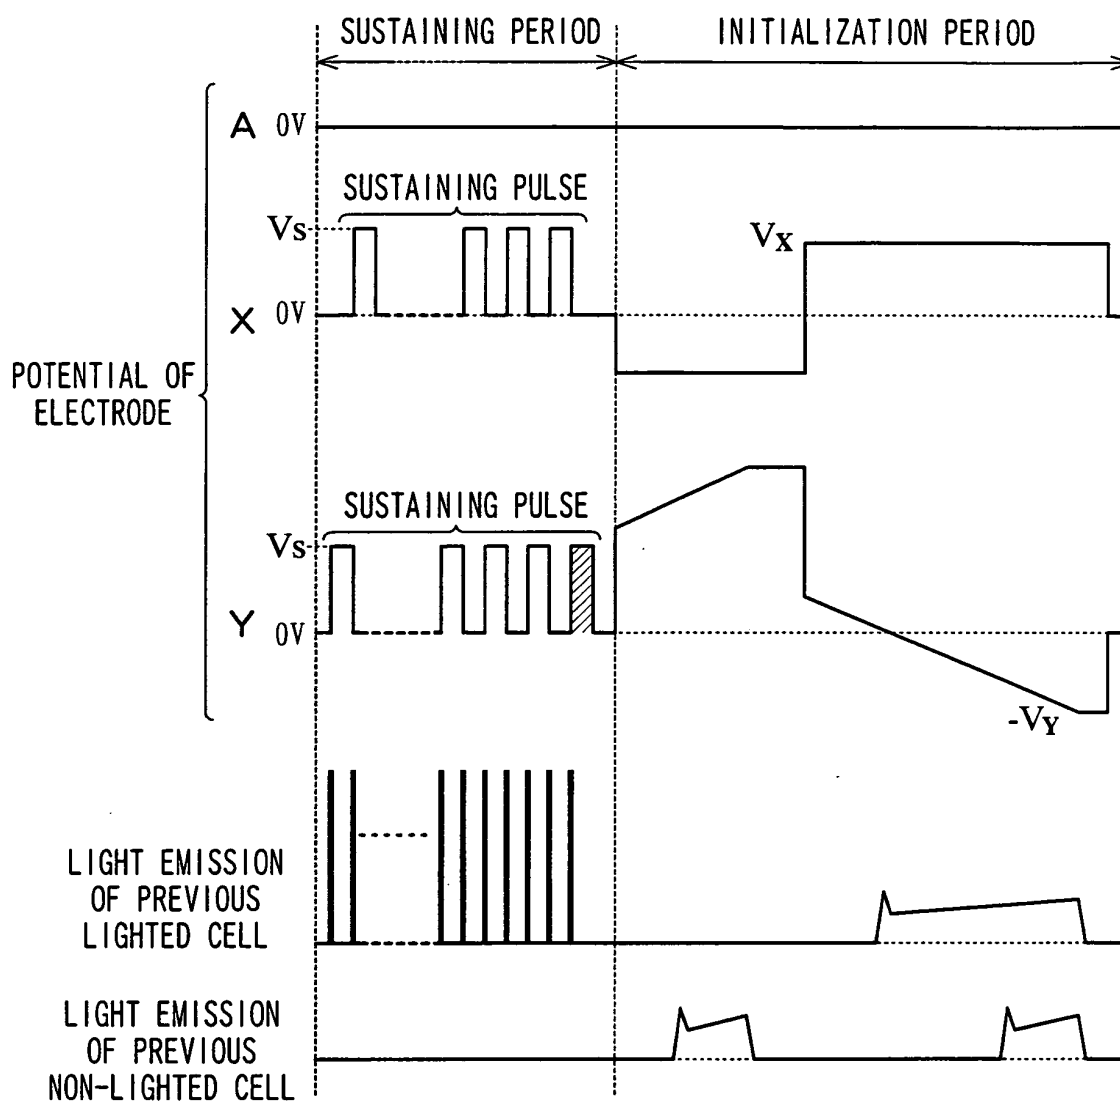 SUSTAINING PERIOD
INITIALIZATION PERIOD
A 0V
SUSTAINING PULSE
Vs
VX
X 0V
POTENTIAL OF
ELECTRODE
SUSTAINING PULSE
Vs
Y 0V
-VY
LIGHT EMISSION
OF PREVIOUS
LIGHTED CELL
LIGHT EMISSION
OF PREVIOUS
NON-LIGHTED CELL